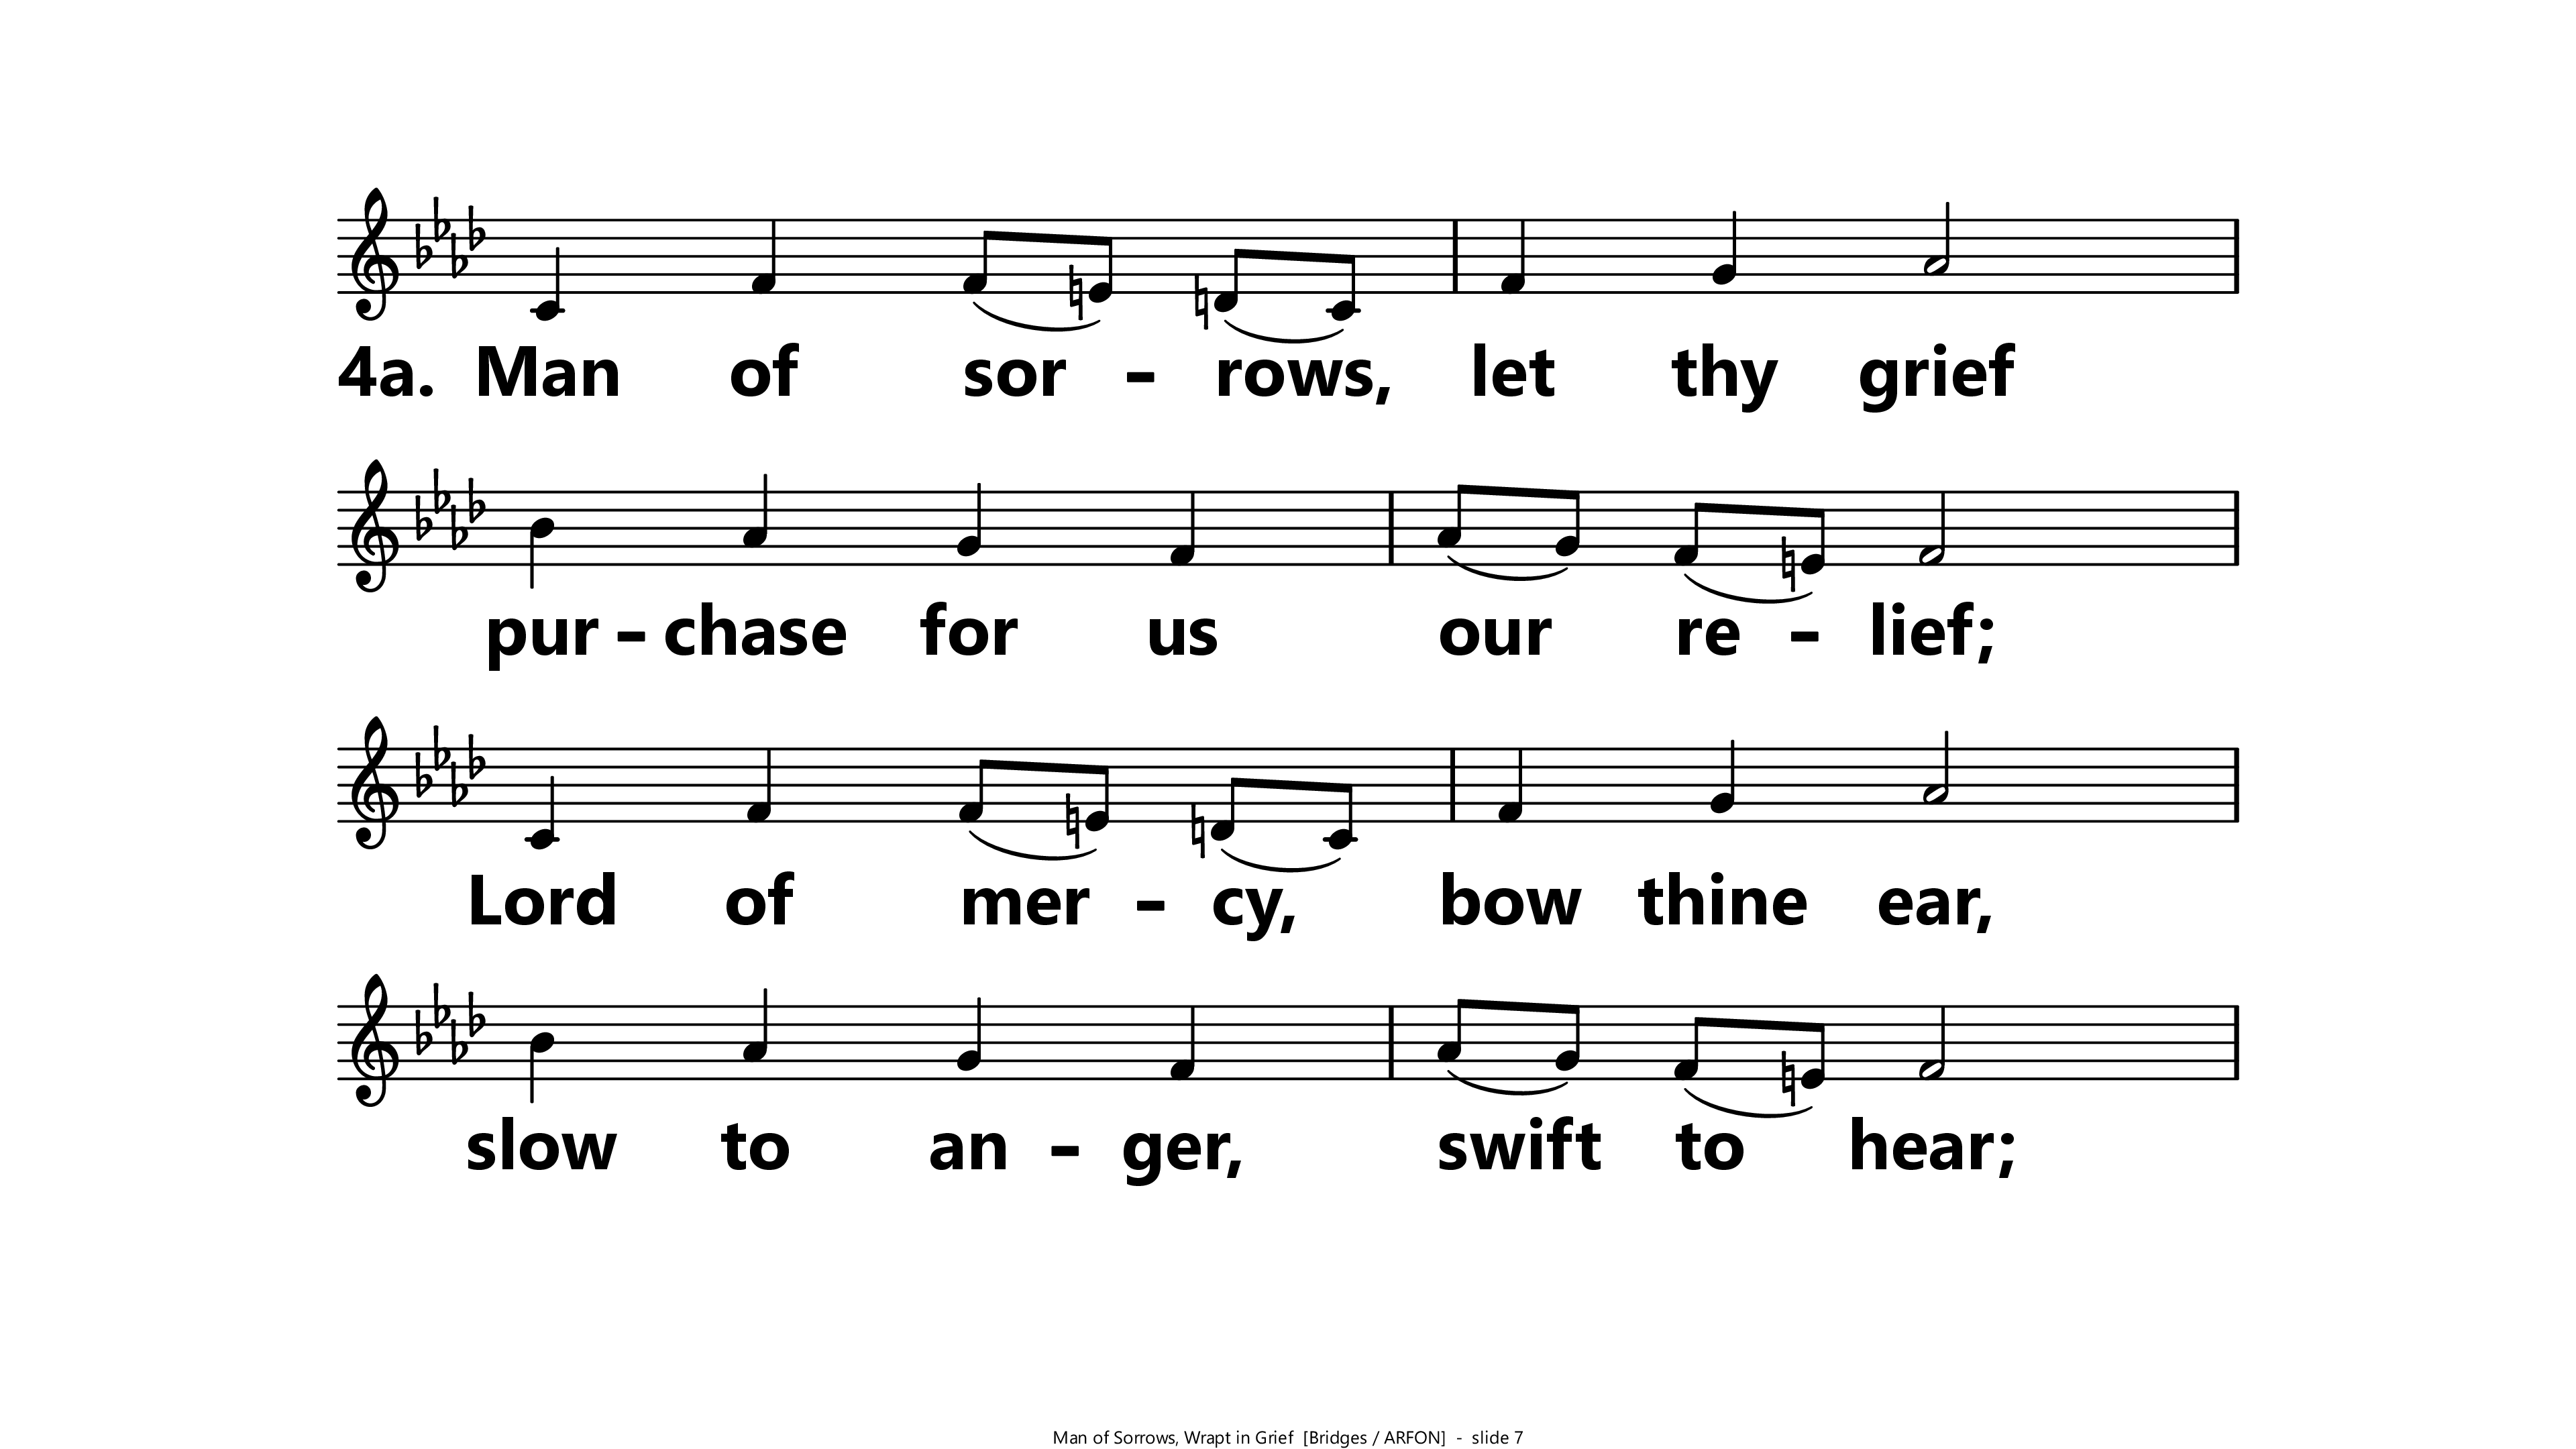 4a. Man of sor - rows, let thy grief
pur - chase for us our re - lief;
Lord of mer - cy, bow thine ear,
slow to an - ger, swift to hear;
Man of Sorrows, Wrapt in Grief [Bridges / ARFON] - slide 7